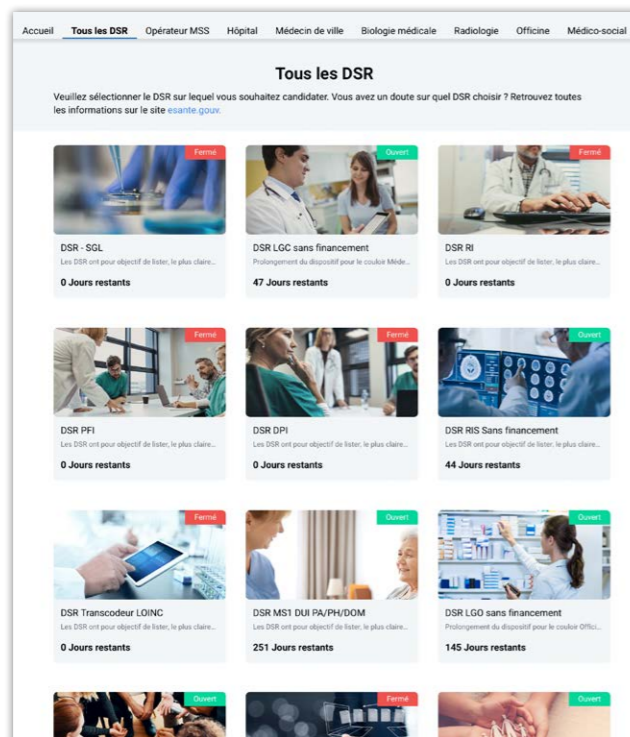 Accueil Tous les DSR Opérateur MSS Hôpital Médecin de ville Biologie médicale Radiologie Officine Médico-social
Tous les DSR
Veuillez sélectionner le DSR sur lequel vous souhaitez candidater. Vous avez un doute sur quel DSR choisir ? Retrouvez toutes
les informations sur le site esante.gouv.
Fermé
DSR - SGL
Les DSR ont pour objectif de lister, le plus claire...
0 Jours restants
Ouvert
DSR LGC sans financement
Prolongement du dispositif pour le couloir Méde...
47 Jours restants
Fermé
DSR RI
Les DSR ont pour objectif de lister, le plus claire...
0 Jours restants
Fermé
DSR PFI
Les DSR ont pour objectif de lister, le plus claire...
0 Jours restants
Fermé
DSR DPI
Les DSR ont pour objectif de lister, le plus claire...
0 Jours restants
Ouvert
DSR RIS Sans financement
Les DSR ont pour objectif de lister, le plus claire...
44 Jours restants
Fermé
DSR Transcodeur LOINC
Les DSR ont pour objectif de lister, le plus claire...
0 Jours restants
Ouvert
DSR MS1 DUI PA/PH/DOM
Les DSR ont pour objectif de lister, le plus claire...
251 Jours restants
Ouvert
DSR LGO sans financement
Prolongement du dispositif pour le couloir Offici...
145 Jours restants
Ouvert
Fermé
Ouvert